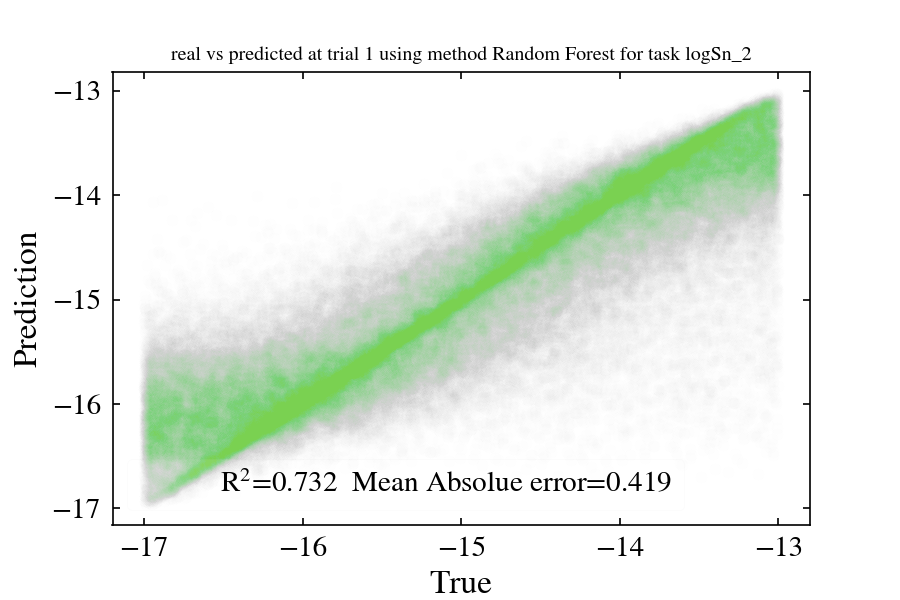 real vs predicted at trial 1 using method Random Forest for task logSn_2
−13
−14
−15
−16
−17
Prediction
R²=0.732 Mean Absolue error=0.419
−17 −16 −15 −14 −13
True